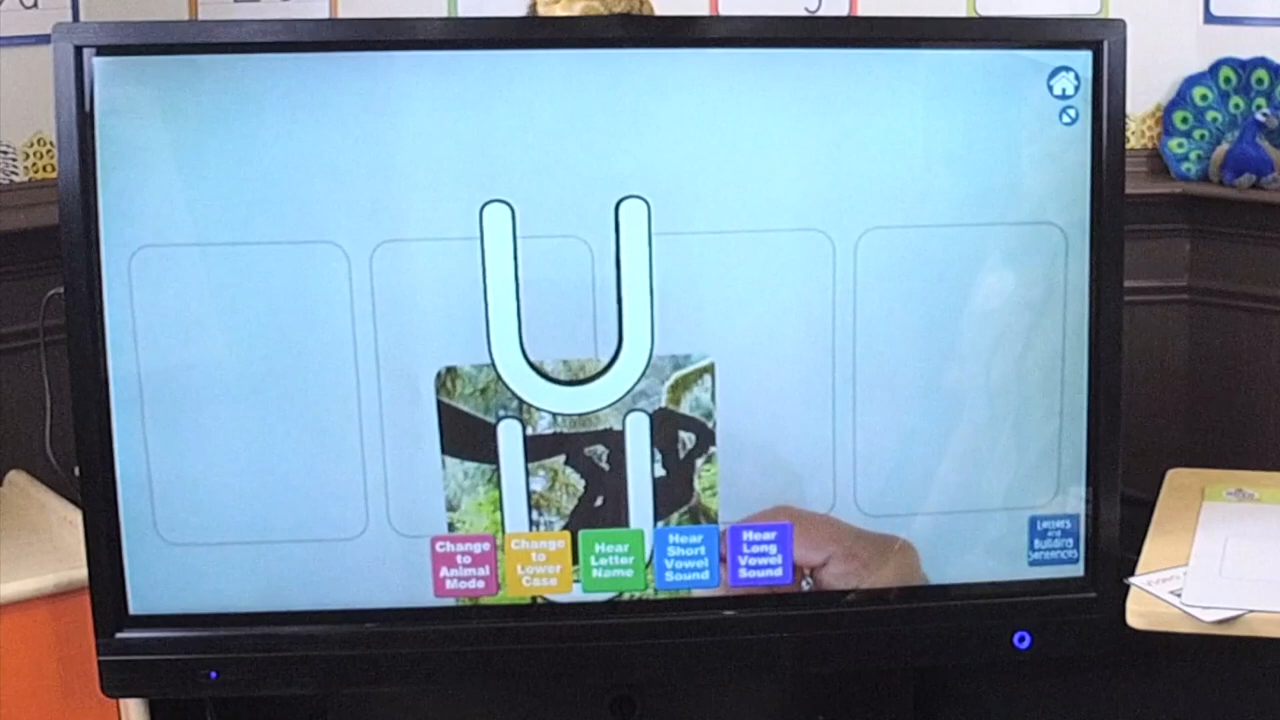 U
Change
to
Animal
Mode
Change
to
Lower
Case
Hear
Letter
Name
Hear
Short
Vowel
Sound
Hear
Long
Vowel
Sound
Letters
and
Building
Sentences